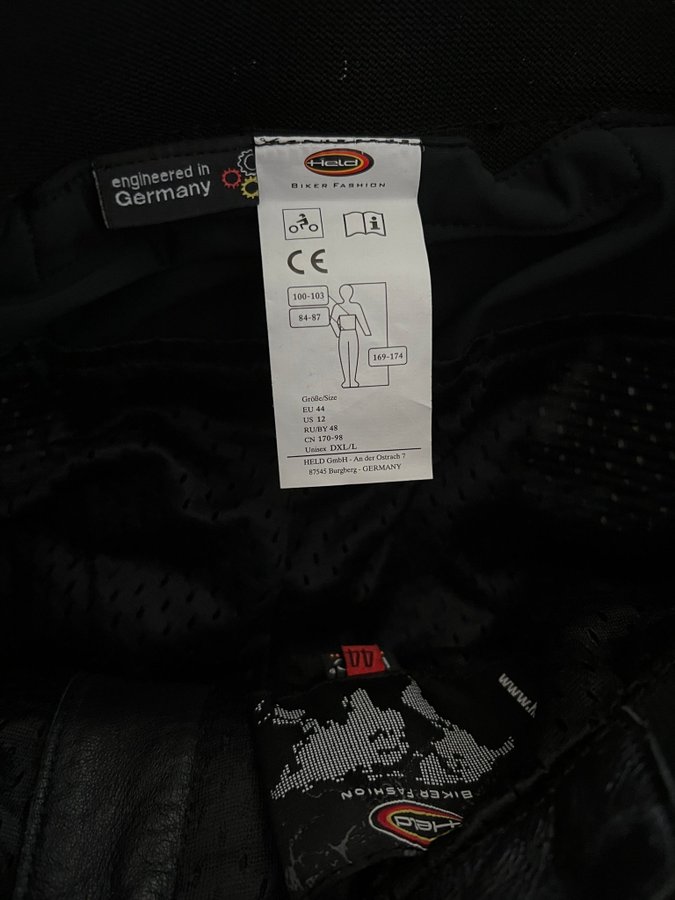 engineered in
Germany
Held
BIKER FASHION
i
CE
100-103
84-87
169-174
Größe/Size
EU 44
US 12
RU/BY 48
CN 170-98
Unisex DXL/L
HELD GmbH - An der Ostrach 7
87545 Burgberg - GERMANY
44
www.
BIKER FASHION
Held